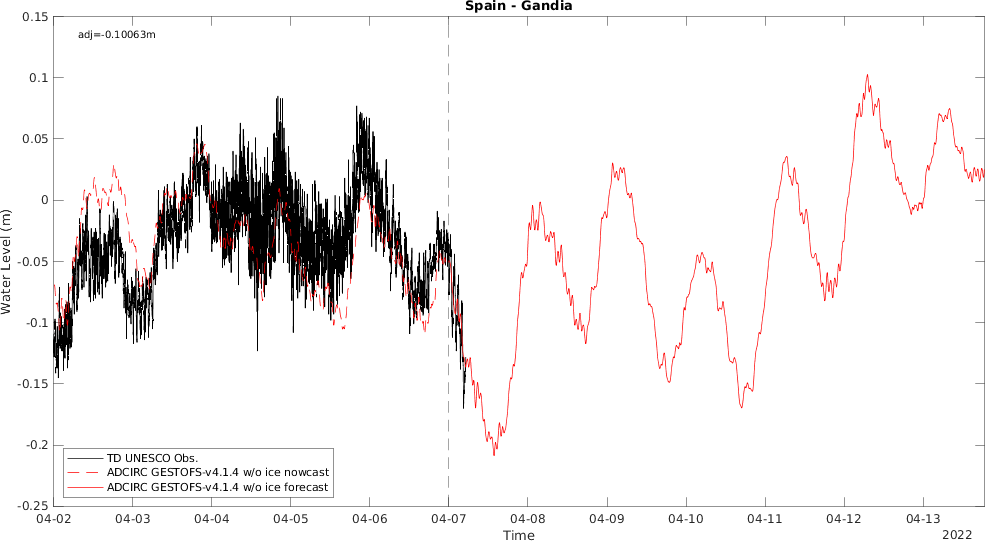 Spain - Gandia
adj=-0.10063m
0.15
0.1
0.05
0
-0.05
-0.1
-0.15
-0.2
-0.25
Water Level (m)
TD UNESCO Obs.
ADCIRC GESTOFS-v4.1.4 w/o ice nowcast
ADCIRC GESTOFS-v4.1.4 w/o ice forecast
04-02 04-03 04-04 04-05 04-06 04-07 04-08 04-09 04-10 04-11 04-12 04-13
Time
2022